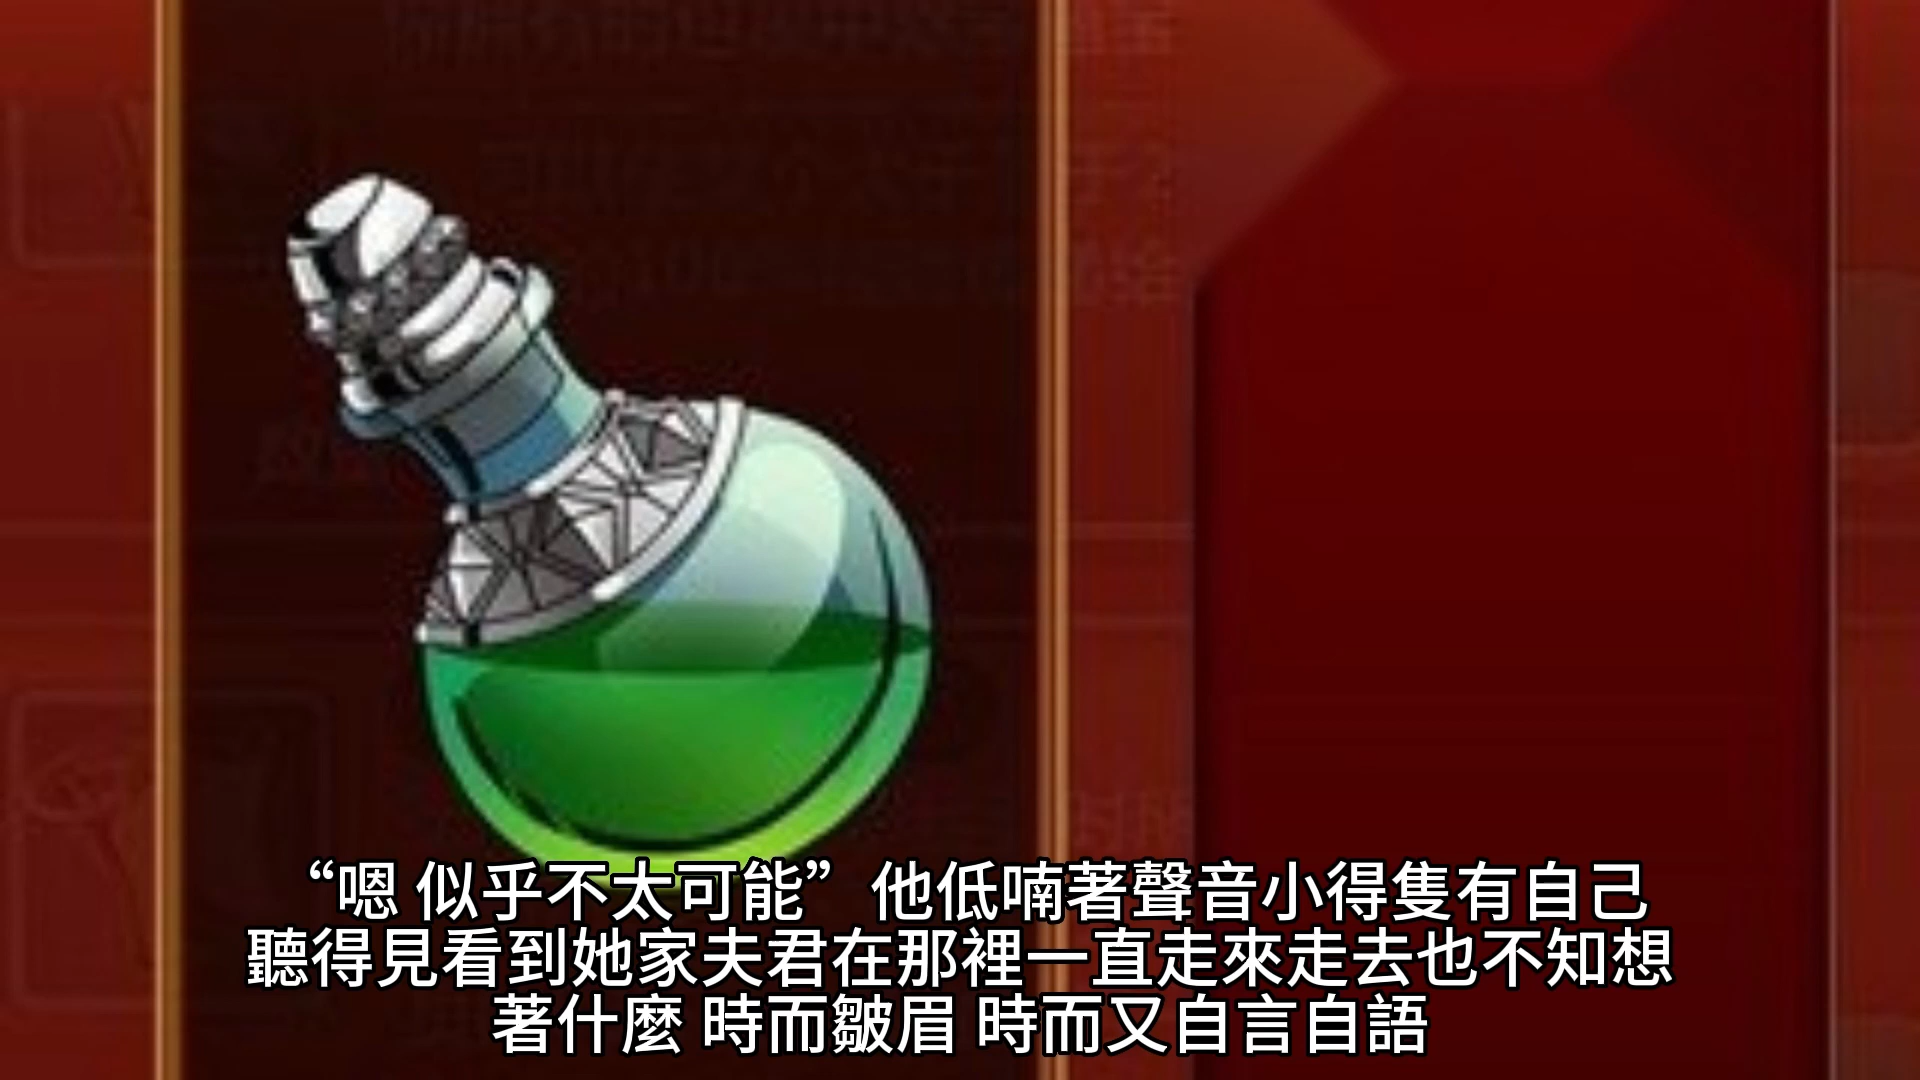 “嗯 似乎不太可能”他低喃著聲音小得隻有自己
聽得見看到她家夫君在那裡一直走來走去也不知想
著什麼 時而皺眉 時而又自言自語